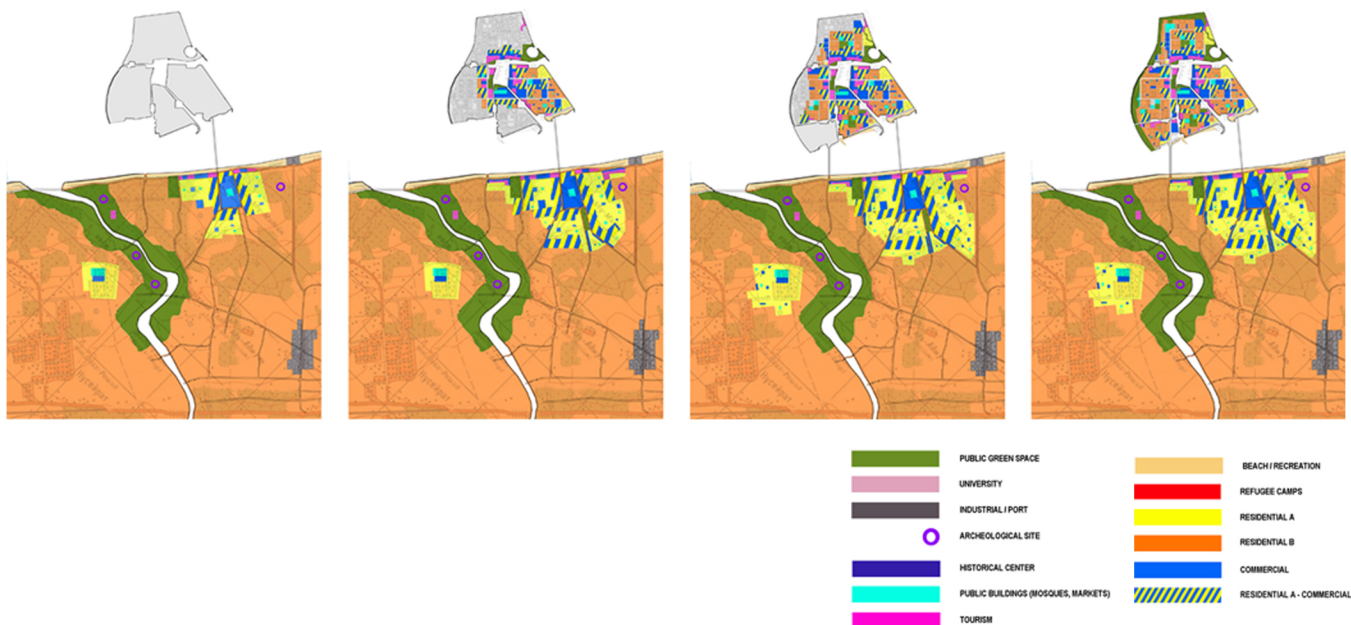 PUBLIC GREEN SPACE
UNIVERSITY
INDUSTRIAL / PORT
ARCHEOLOGICAL SITE
HISTORICAL CENTER
PUBLIC BUILDINGS (MOSQUES, MARKETS)
TOURISM
BEACH / RECREATION
REFUGEE CAMPS
RESIDENTIAL A
RESIDENTIAL B
COMMERCIAL
RESIDENTIAL A - COMMERCIAL